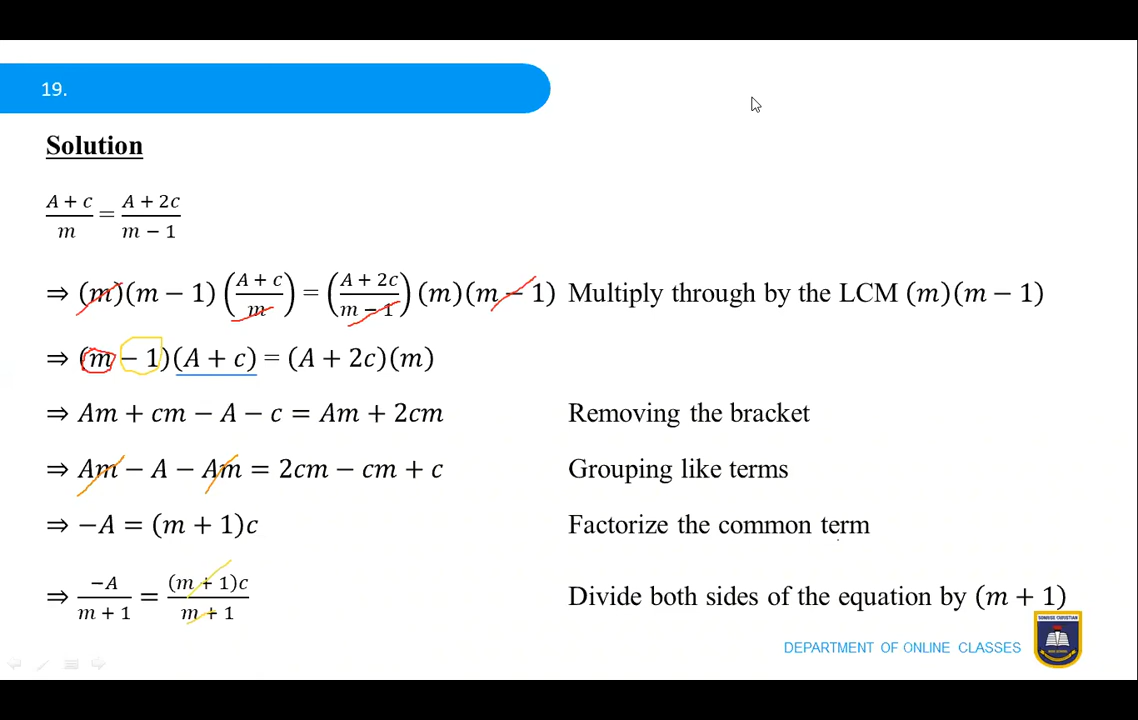 19.
Solution
(A + c)/m = (A + 2c)/(m − 1)
⇒ (m)(m − 1)((A + c)/m) = ((A + 2c)/(m − 1))(m)(m − 1) Multiply through by the LCM (m)(m − 1)
⇒ (m − 1)(A + c) = (A + 2c)(m)
⇒ Am + cm − A − c = Am + 2cm Removing the bracket
⇒ Am − A − Am = 2cm − cm + c Grouping like terms
⇒ −A = (m + 1)c Factorize the common term
⇒ −A/(m + 1) = (m + 1)c/(m + 1) Divide both sides of the equation by (m + 1)
DEPARTMENT OF ONLINE CLASSES